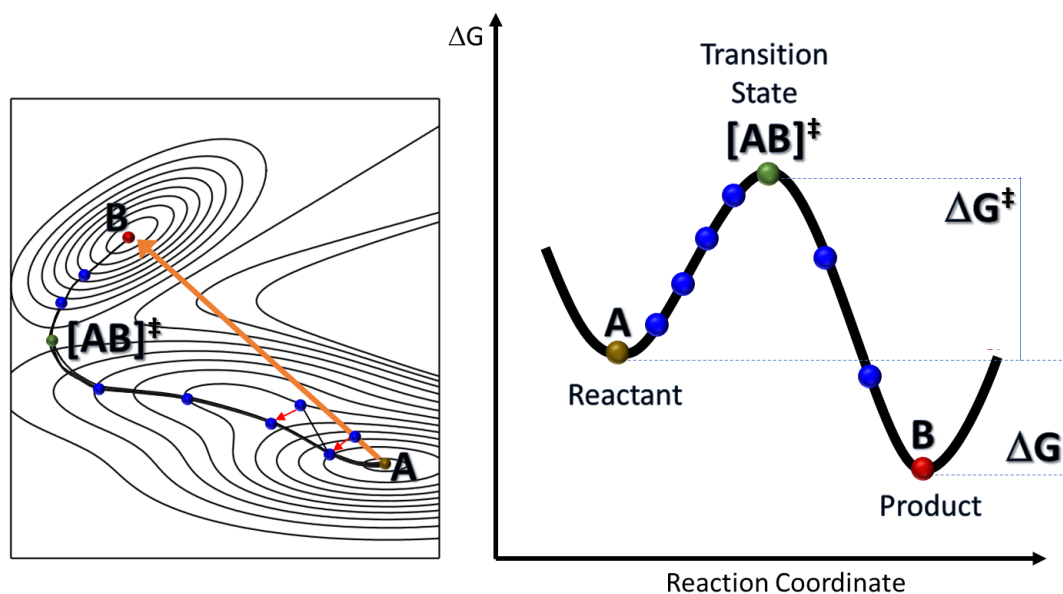 B
[AB]‡
A
ΔG
Transition
State
[AB]‡
ΔG‡
A
Reactant
B
ΔG
Product
Reaction Coordinate